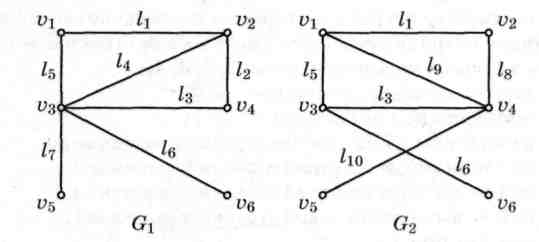 v₁ l₁ v₂ v₁ l₁ v₂
l₅ l₄ l₂ l₅ l₉ l₈
v₃ l₃ v₄ v₃ l₃ v₄
l₇ l₆ l₁₀ l₆
v₅ v₆ v₅ v₆
G₁ G₂